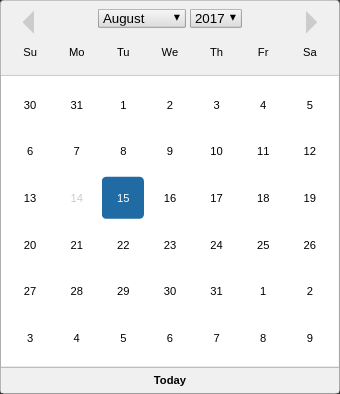 August 2017
Su Mo Tu We Th Fr Sa
30 31 1 2 3 4 5
6 7 8 9 10 11 12
13 14 15 16 17 18 19
20 21 22 23 24 25 26
27 28 29 30 31 1 2
3 4 5 6 7 8 9
Today